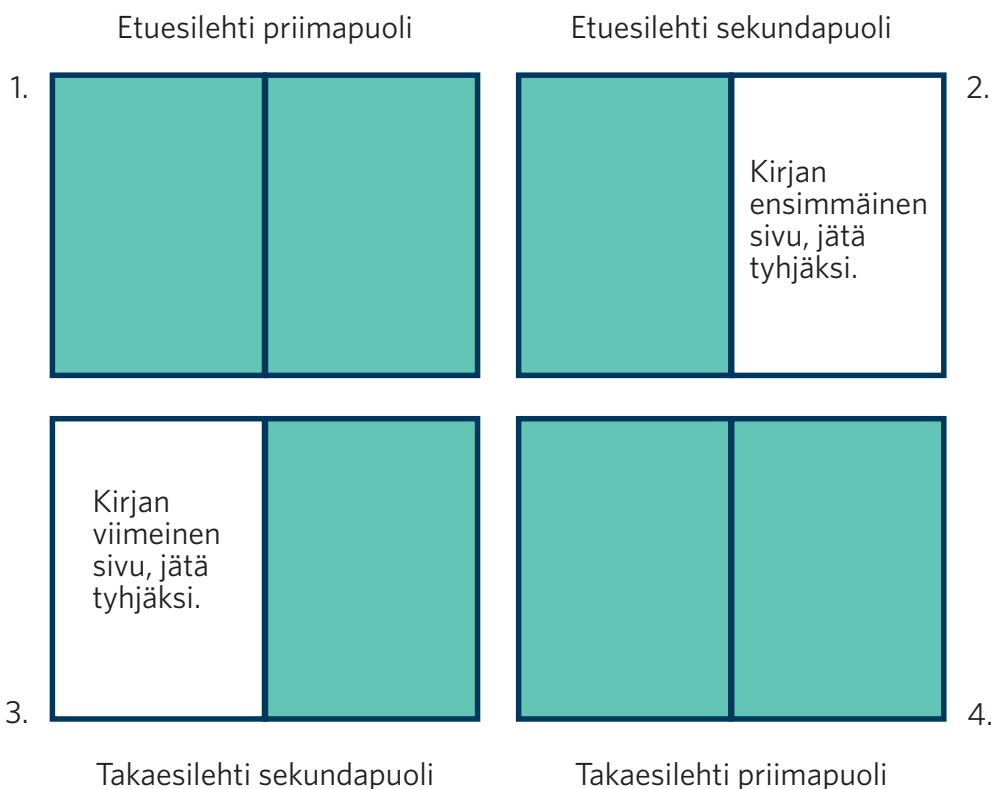 Etuesilehti priimapuoli
Etuesilehti sekundapuoli
1.
2.
Kirjan
ensimmäinen
sivu, jätä
tyhjäksi.
Kirjan
viimeinen
sivu, jätä
tyhjäksi.
3.
4.
Takaesilehti sekundapuoli
Takaesilehti priimapuoli